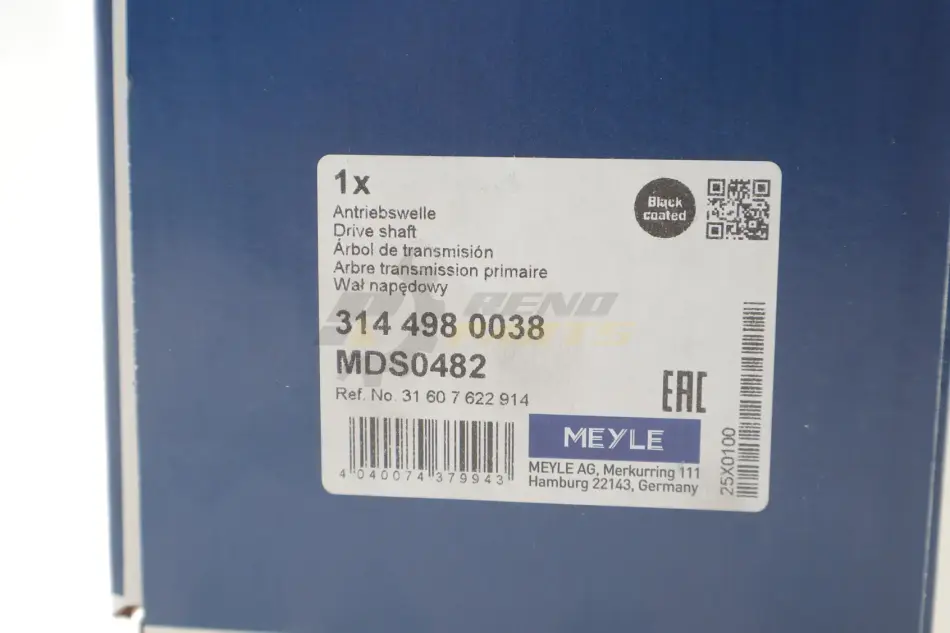 1x
Antriebswelle
Drive shaft
Árbol de transmisión
Arbre transmission primaire
Wał napędowy
314 498 0038
MDS0482
Ref. No. 31 60 7 622 914
4 040074 379943
Black
coated
EAC
MEYLE
MEYLE AG, Merkurring 111
Hamburg 22143, Germany
25X0100
RENO
PARTS